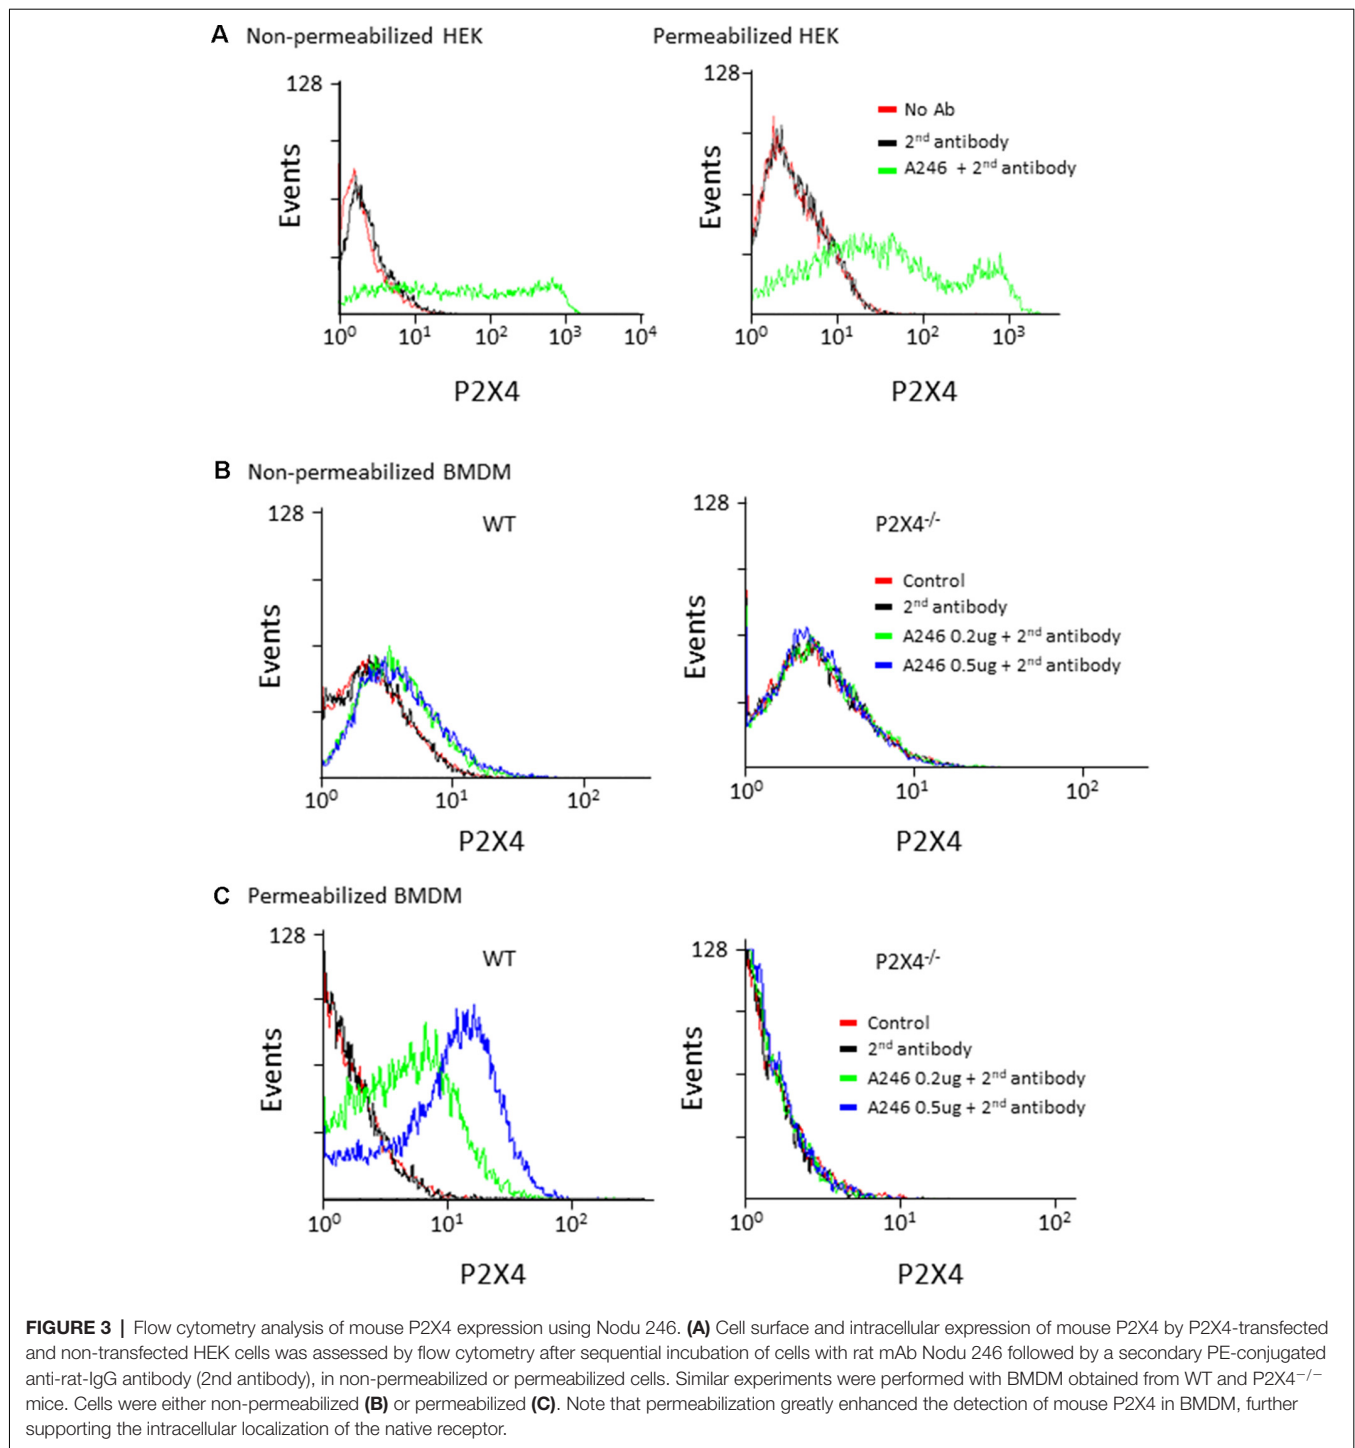 A Non-permeabilized HEK
Permeabilized HEK
128
Events
10⁰ 10¹ 10² 10³ 10⁴
P2X4
128
Events
No Ab
2nd antibody
A246 + 2nd antibody
10⁰ 10¹ 10² 10³
P2X4
B Non-permeabilized BMDM
128
WT
Events
10⁰ 10¹ 10²
P2X4
128
P2X4-/-
Events
Control
2nd antibody
A246 0.2ug + 2nd antibody
A246 0.5ug + 2nd antibody
10⁰ 10¹ 10²
P2X4
C Permeabilized BMDM
128
WT
Events
10⁰ 10¹ 10²
P2X4
128
P2X4-/-
Events
Control
2nd antibody
A246 0.2ug + 2nd antibody
A246 0.5ug + 2nd antibody
10⁰ 10¹ 10²
P2X4
FIGURE 3 | Flow cytometry analysis of mouse P2X4 expression using Nodu 246. (A) Cell surface and intracellular expression of mouse P2X4 by P2X4-transfected
and non-transfected HEK cells was assessed by flow cytometry after sequential incubation of cells with rat mAb Nodu 246 followed by a secondary PE-conjugated
anti-rat-IgG antibody (2nd antibody), in non-permeabilized or permeabilized cells. Similar experiments were performed with BMDM obtained from WT and P2X4−/−
mice. Cells were either non-permeabilized (B) or permeabilized (C). Note that permeabilization greatly enhanced the detection of mouse P2X4 in BMDM, further
supporting the intracellular localization of the native receptor.